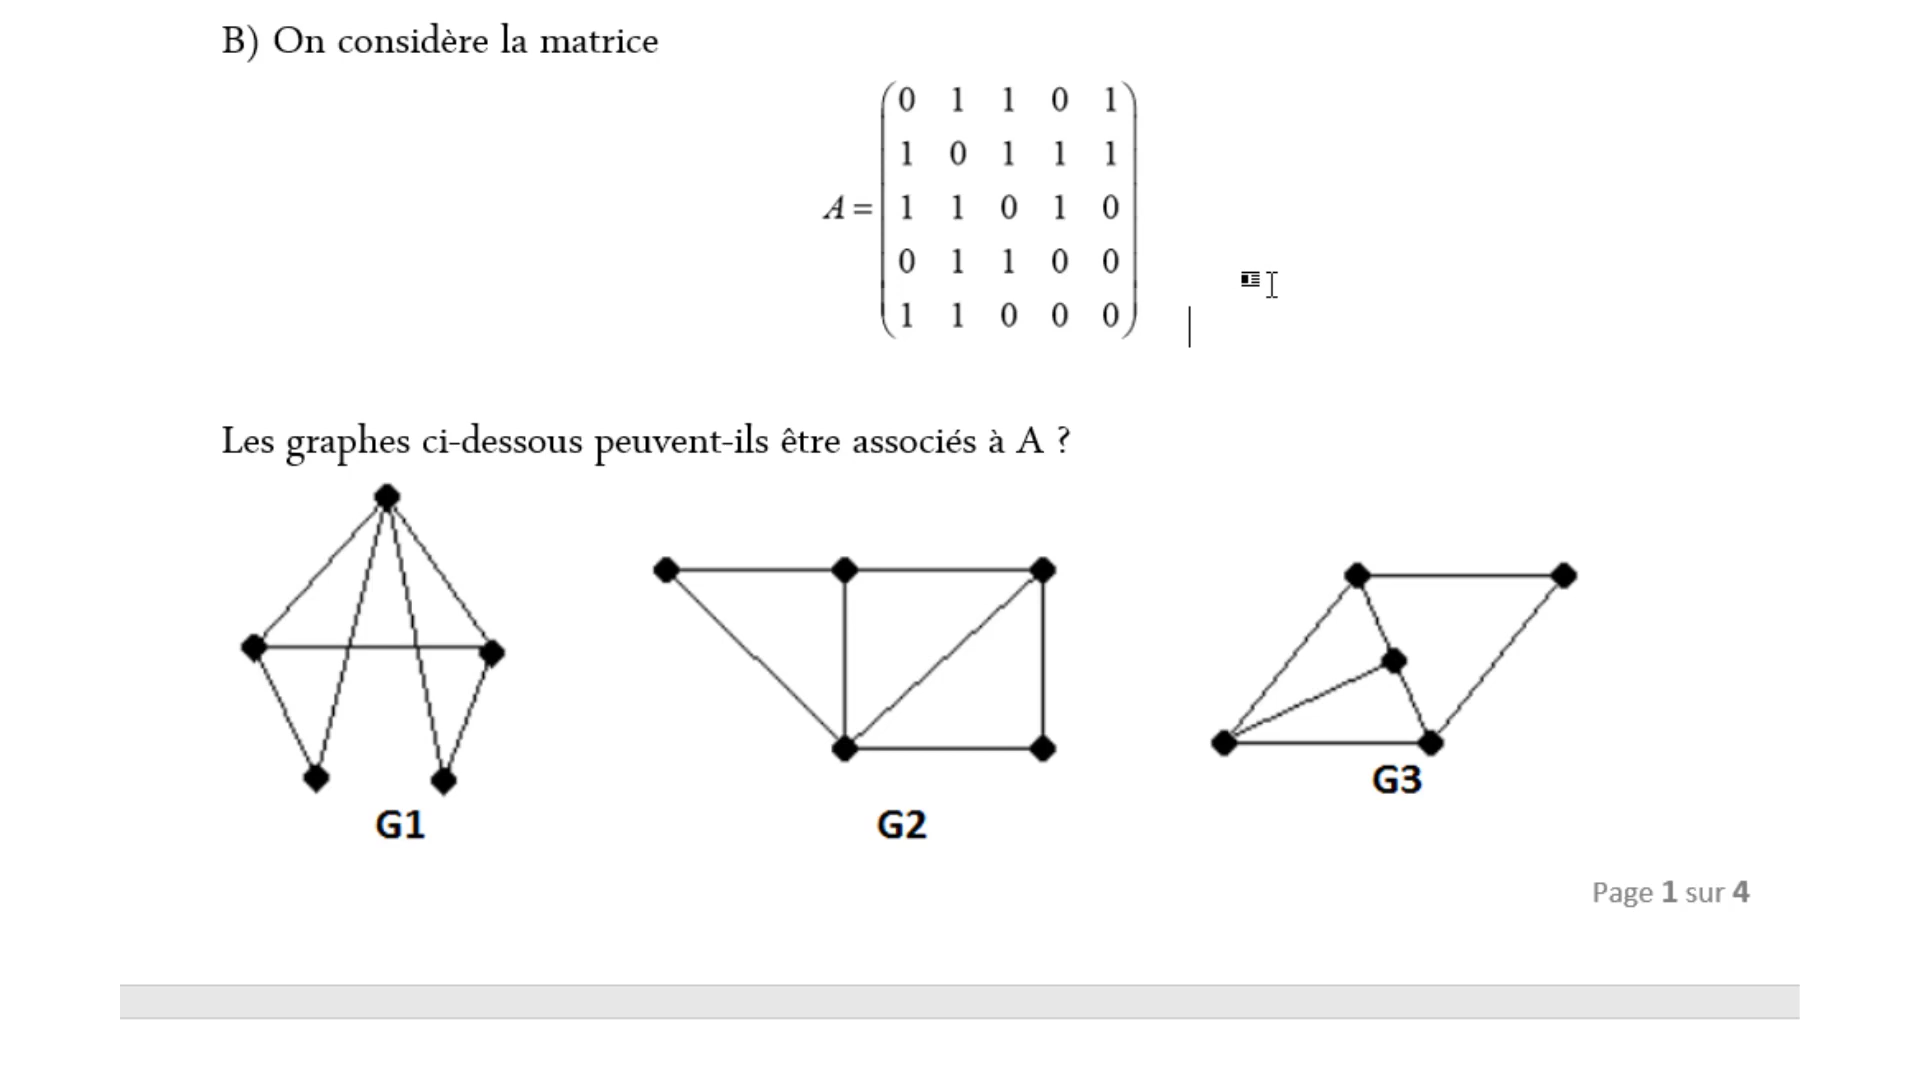 B) On considère la matrice
0 1 1 0 1
1 0 1 1 1
A = 1 1 0 1 0
0 1 1 0 0
1 1 0 0 0
Les graphes ci-dessous peuvent-ils être associés à A ?
G1 G2 G3
Page 1 sur 4